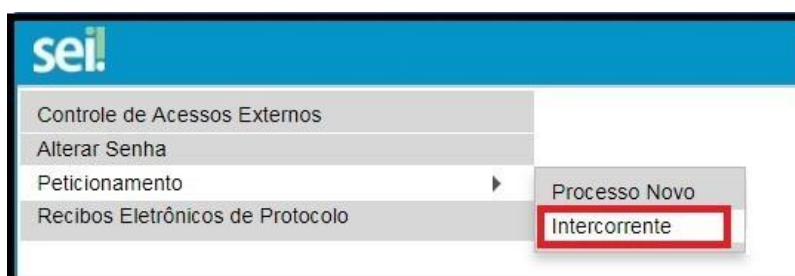 sei!
Controle de Acessos Externos
Alterar Senha
Peticionamento
Processo Novo
Intercorrente
Recibos Eletrônicos de Protocolo